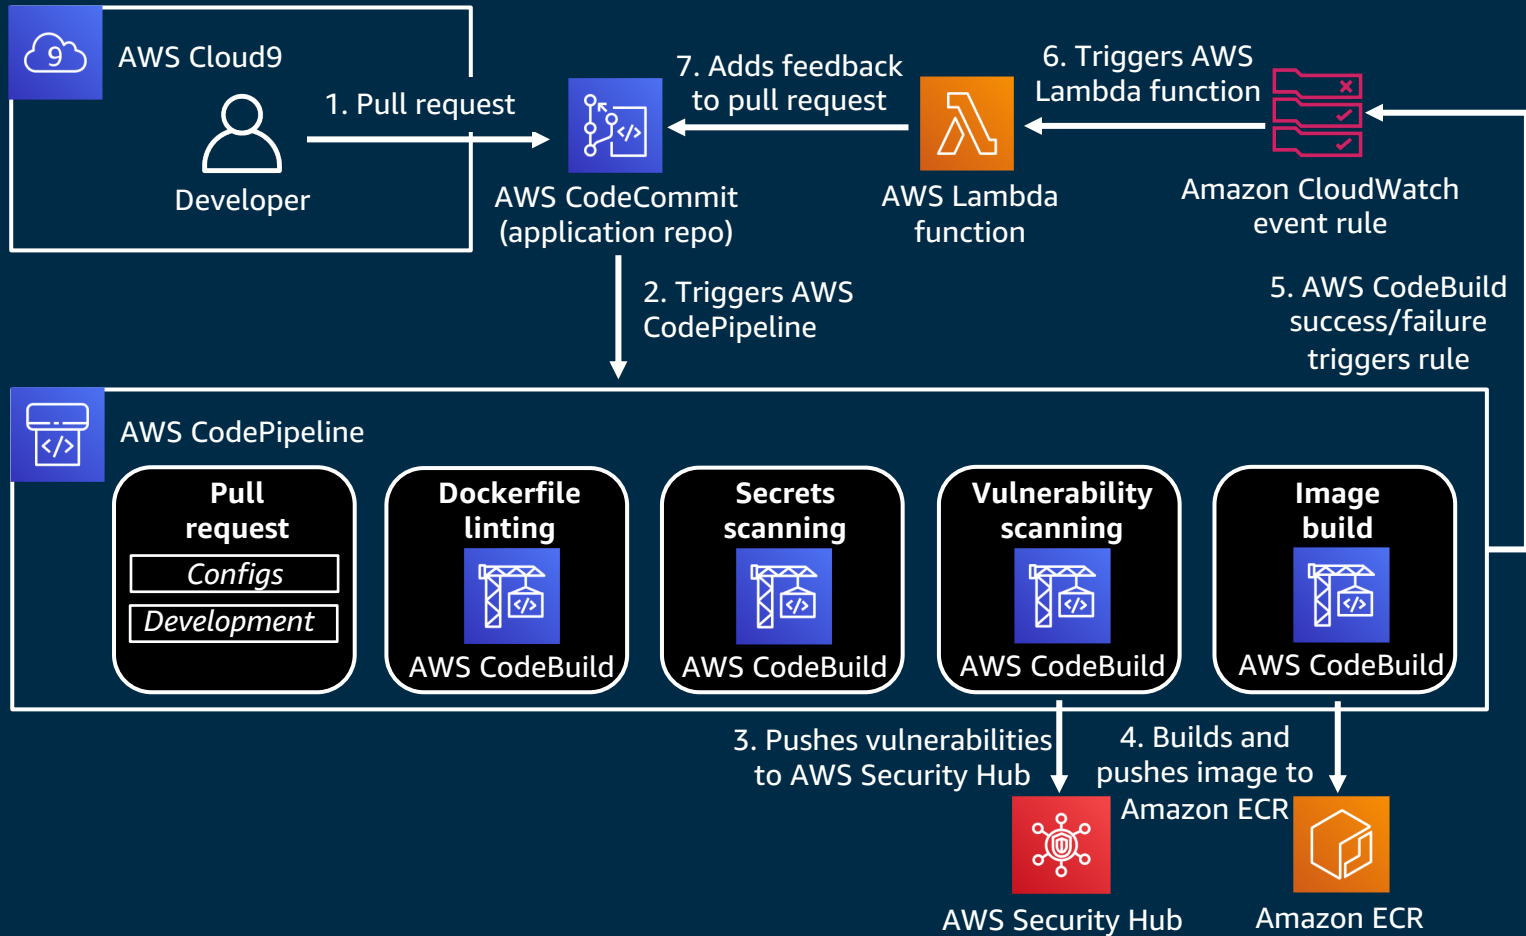 9
AWS Cloud9
Developer
1. Pull request
AWS CodeCommit
(application repo)
7. Adds feedback
to pull request
AWS Lambda
function
6. Triggers AWS
Lambda function
Amazon CloudWatch
event rule
2. Triggers AWS
CodePipeline
5. AWS CodeBuild
success/failure
triggers rule
AWS CodePipeline
Pull
request
Configs
Development
Dockerfile
linting
</>
AWS CodeBuild
Secrets
scanning
</>
AWS CodeBuild
Vulnerability
scanning
</>
AWS CodeBuild
Image
build
</>
AWS CodeBuild
3. Pushes vulnerabilities
to AWS Security Hub
4. Builds and
pushes image to
Amazon ECR
AWS Security Hub
Amazon ECR